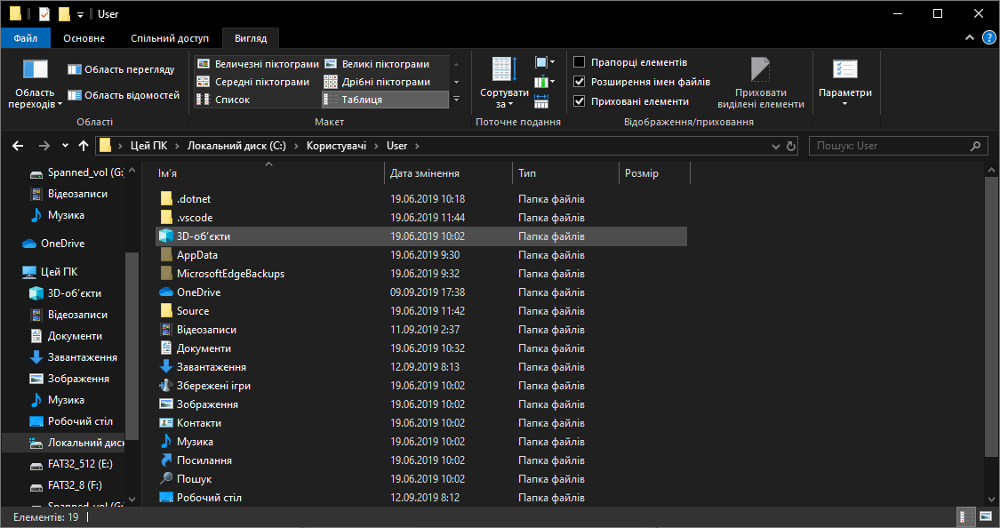 User
Файл Основне Спільний доступ Вигляд
Область переходів
Область перегляду
Область відомостей
Області
Величезні піктограми Великі піктограми
Середні піктограми Дрібні піктограми
Список Таблиця
Макет
Сортувати за
Поточне подання
Прапорці елементів
Розширення імен файлів
Приховані елементи
Приховати виділені елементи
Відображення/приховання
Параметри
Цей ПК > Локальний диск (C:) > Користувачі > User >
Пошук: User
Spanned_vol (G:
Відеозаписи
Музика
OneDrive
Цей ПК
3D-об'єкти
Відеозаписи
Документи
Завантаження
Зображення
Музика
Робочий стіл
Локальний диск
FAT32_512 (E:)
FAT32_8 (F:)
Spanned_vol (G:
Ім'я Дата змінення Тип Розмір
.dotnet 19.06.2019 10:18 Папка файлів
.vscode 19.06.2019 11:44 Папка файлів
3D-об'єкти 19.06.2019 10:02 Папка файлів
AppData 19.06.2019 9:30 Папка файлів
MicrosoftEdgeBackups 19.06.2019 9:32 Папка файлів
OneDrive 09.09.2019 17:38 Папка файлів
Source 19.06.2019 11:42 Папка файлів
Відеозаписи 11.09.2019 2:37 Папка файлів
Документи 19.06.2019 10:32 Папка файлів
Завантаження 12.09.2019 8:13 Папка файлів
Збережені ігри 19.06.2019 10:02 Папка файлів
Зображення 19.06.2019 10:02 Папка файлів
Контакти 19.06.2019 10:02 Папка файлів
Музика 19.06.2019 10:02 Папка файлів
Посилання 19.06.2019 10:02 Папка файлів
Пошук 19.06.2019 10:02 Папка файлів
Робочий стіл 12.09.2019 8:12 Папка файлів
Елементів: 19